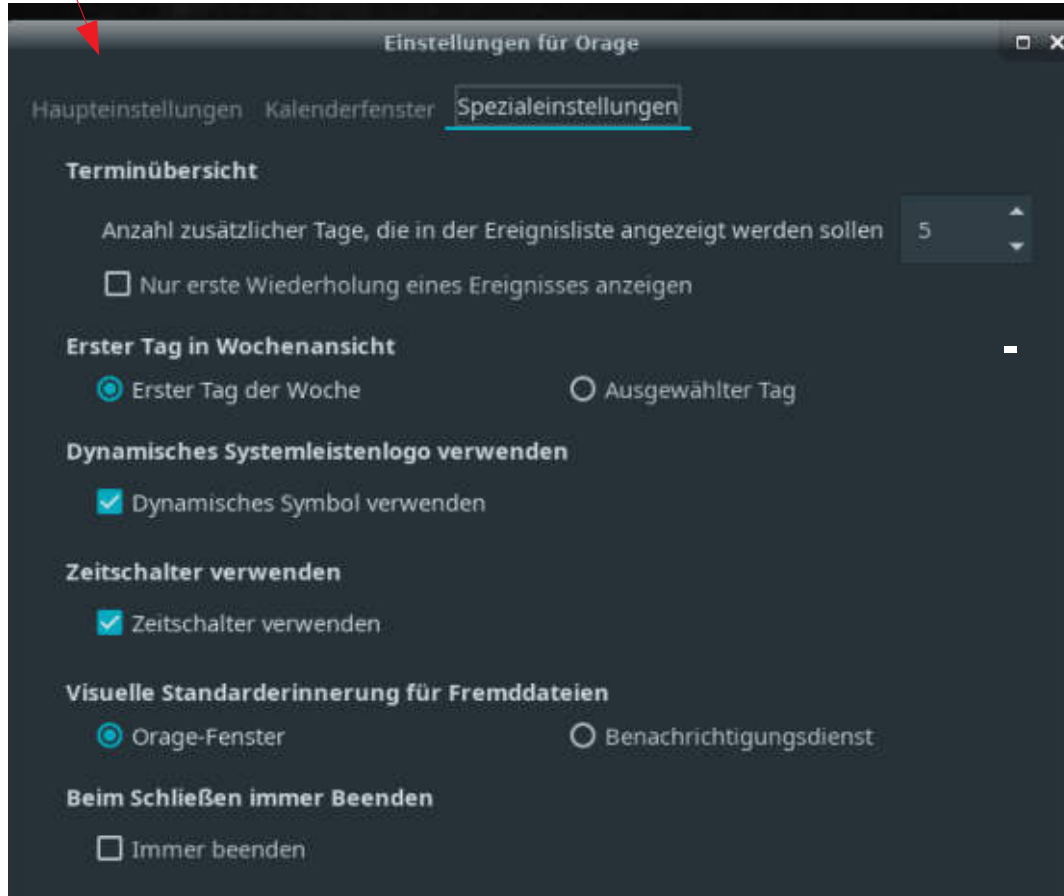 Einstellungen für Orage
Haupteinstellungen Kalenderfenster Spezialeinstellungen
Terminübersicht
Anzahl zusätzlicher Tage, die in der Ereignisliste angezeigt werden sollen 5
Nur erste Wiederholung eines Ereignisses anzeigen
Erster Tag in Wochenansicht
Erster Tag der Woche Ausgewählter Tag
Dynamisches Systemleistenlogo verwenden
Dynamisches Symbol verwenden
Zeitschalter verwenden
Zeitschalter verwenden
Visuelle Standarderinnerung für Fremddateien
Orage-Fenster Benachrichtigungsdienst
Beim Schließen immer Beenden
Immer beenden